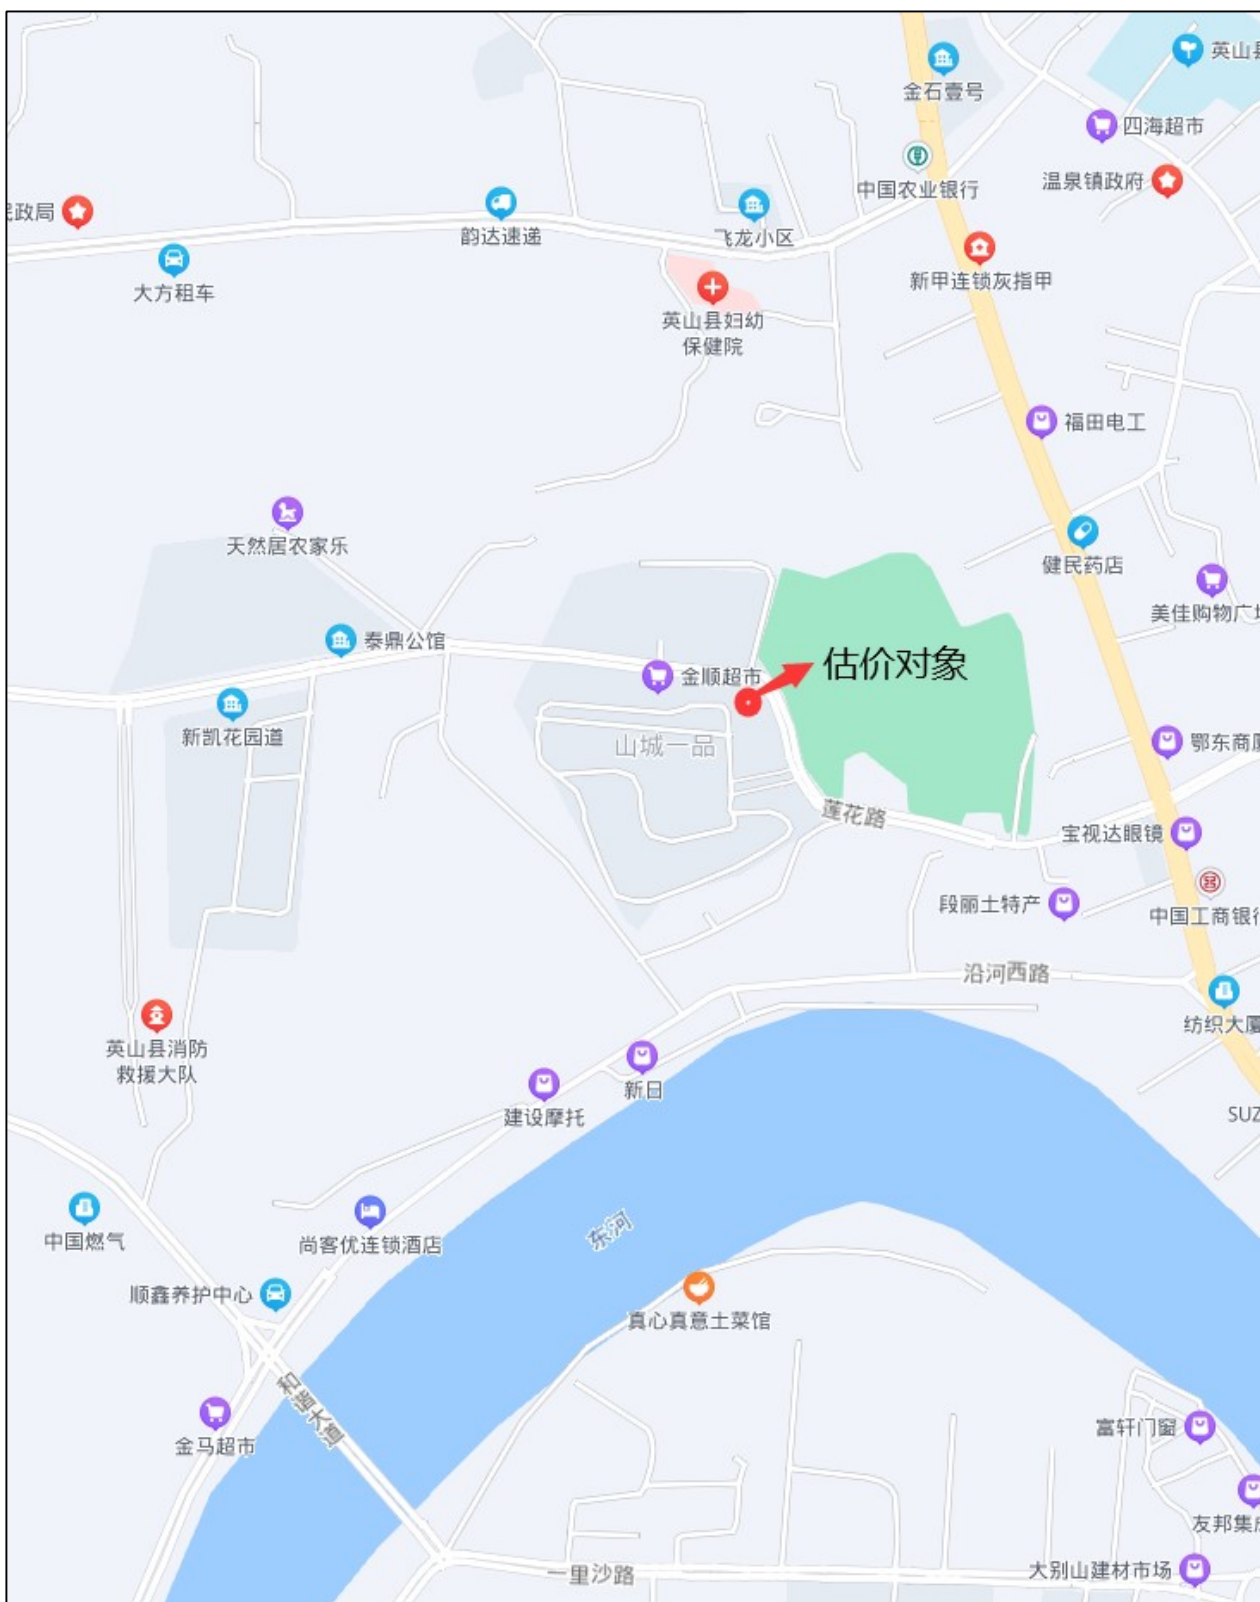 英山县
金石壹号
四海超市
中国农业银行
温泉镇政府
民政局
韵达速递
飞龙小区
新甲连锁灰指甲
大方租车
英山县妇幼
保健院
福田电工
天然居农家乐
健民药店
美佳购物广场
泰鼎公馆
估价对象
金顺超市
新凯花园道
山城一品
鄂东商厦
莲花路
宝视达眼镜
段丽土特产
中国工商银行
沿河西路
纺织大厦
英山县消防
救援大队
新日
建设摩托
SUZ
中国燃气
尚客优连锁酒店
东河
顺鑫养护中心
真心真意土菜馆
和谐大道
金马超市
富轩门窗
友邦集成
一里沙路
大别山建材市场